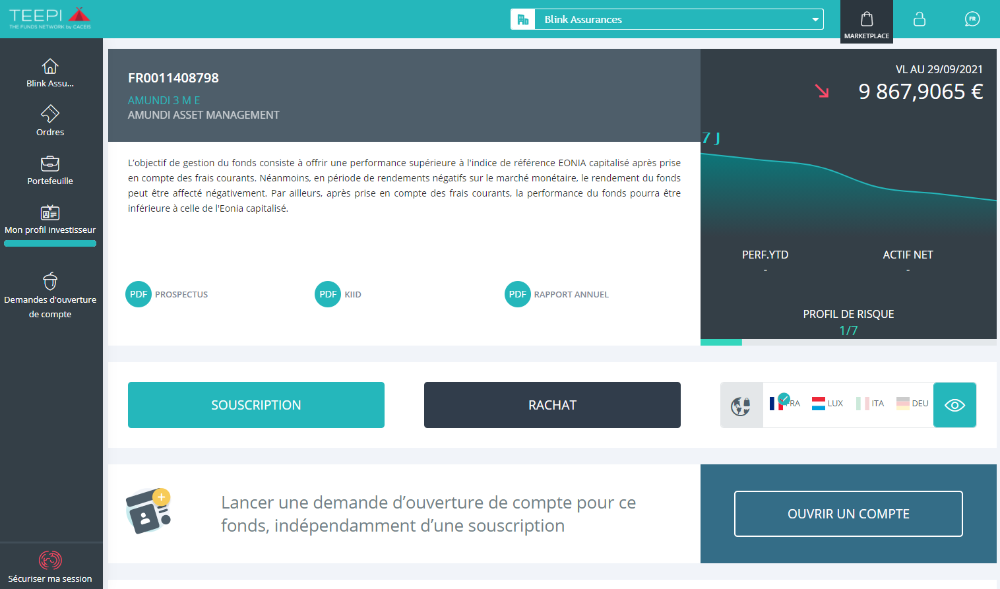 TEEPI
THE FUNDS NETWORK by CACEIS
Blink Assurances
MARKETPLACE
FR
Blink Assu...
Ordres
Portefeuille
Mon profil investisseur
Demandes d'ouverture
de compte
Sécuriser ma session
FR0011408798
AMUNDI 3 M E
AMUNDI ASSET MANAGEMENT
L'objectif de gestion du fonds consiste à offrir une performance supérieure à l'indice de référence EONIA capitalisé après prise
en compte des frais courants. Néanmoins, en période de rendements négatifs sur le marché monétaire, le rendement du fonds
peut être affecté négativement. Par ailleurs, après prise en compte des frais courants, la performance du fonds pourra être
inférieure à celle de l'Eonia capitalisé.
PDF PROSPECTUS
PDF KIID
PDF RAPPORT ANNUEL
VL AU 29/09/2021
9 867,9065 €
7 J
PERF.YTD
-
ACTIF NET
-
PROFIL DE RISQUE
1/7
SOUSCRIPTION
RACHAT
FRA
LUX
ITA
DEU
Lancer une demande d’ouverture de compte pour ce
fonds, indépendamment d’une souscription
OUVRIR UN COMPTE